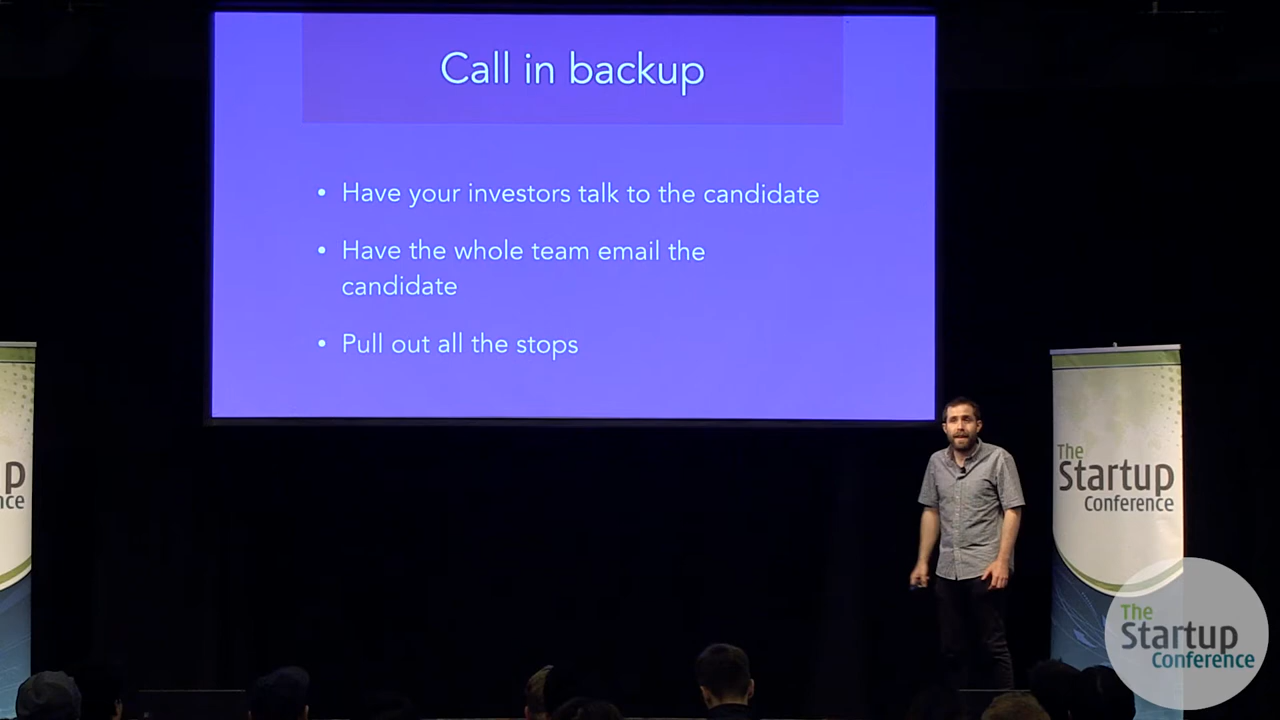 Call in backup
• Have your investors talk to the candidate
• Have the whole team email the
candidate
• Pull out all the stops
p
nce
The
Startup
Conference
The
Startup
Conference